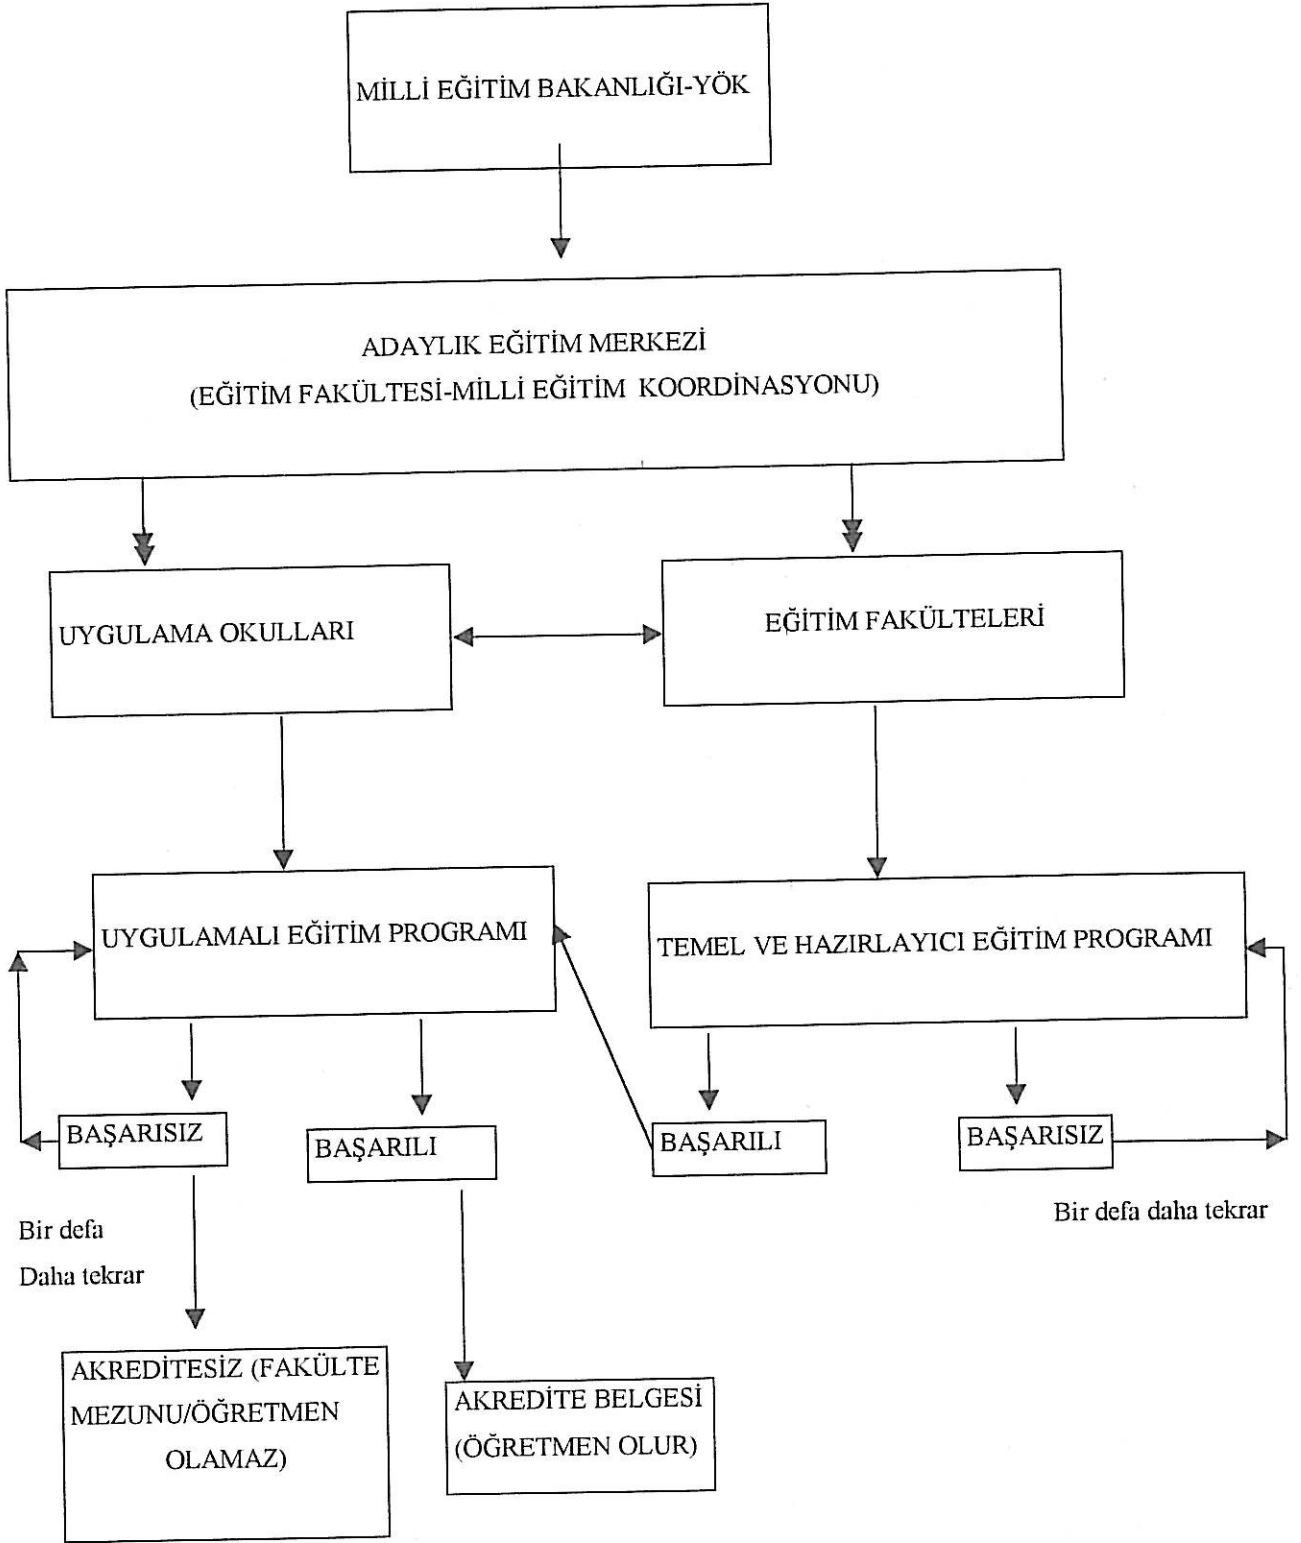 MİLLİ EĞİTİM BAKANLIĞI-YÖK
ADAYLIK EĞİTİM MERKEZİ
(EĞİTİM FAKÜLTESİ-MİLLİ EĞİTİM KOORDİNASYONU)
UYGULAMA OKULLARI
EĞİTİM FAKÜLTELERİ
UYGULAMALI EĞİTİM PROGRAMI
TEMEL VE HAZIRLAYICI EĞİTİM PROGRAMI
BAŞARISIZ
BAŞARILI
BAŞARILI
BAŞARISIZ
Bir defa
Daha tekrar
Bir defa daha tekrar
AKREDİTESİZ (FAKÜLTE
MEZUNU/ÖĞRETMEN
OLAMAZ)
AKREDİTE BELGESİ
(ÖĞRETMEN OLUR)